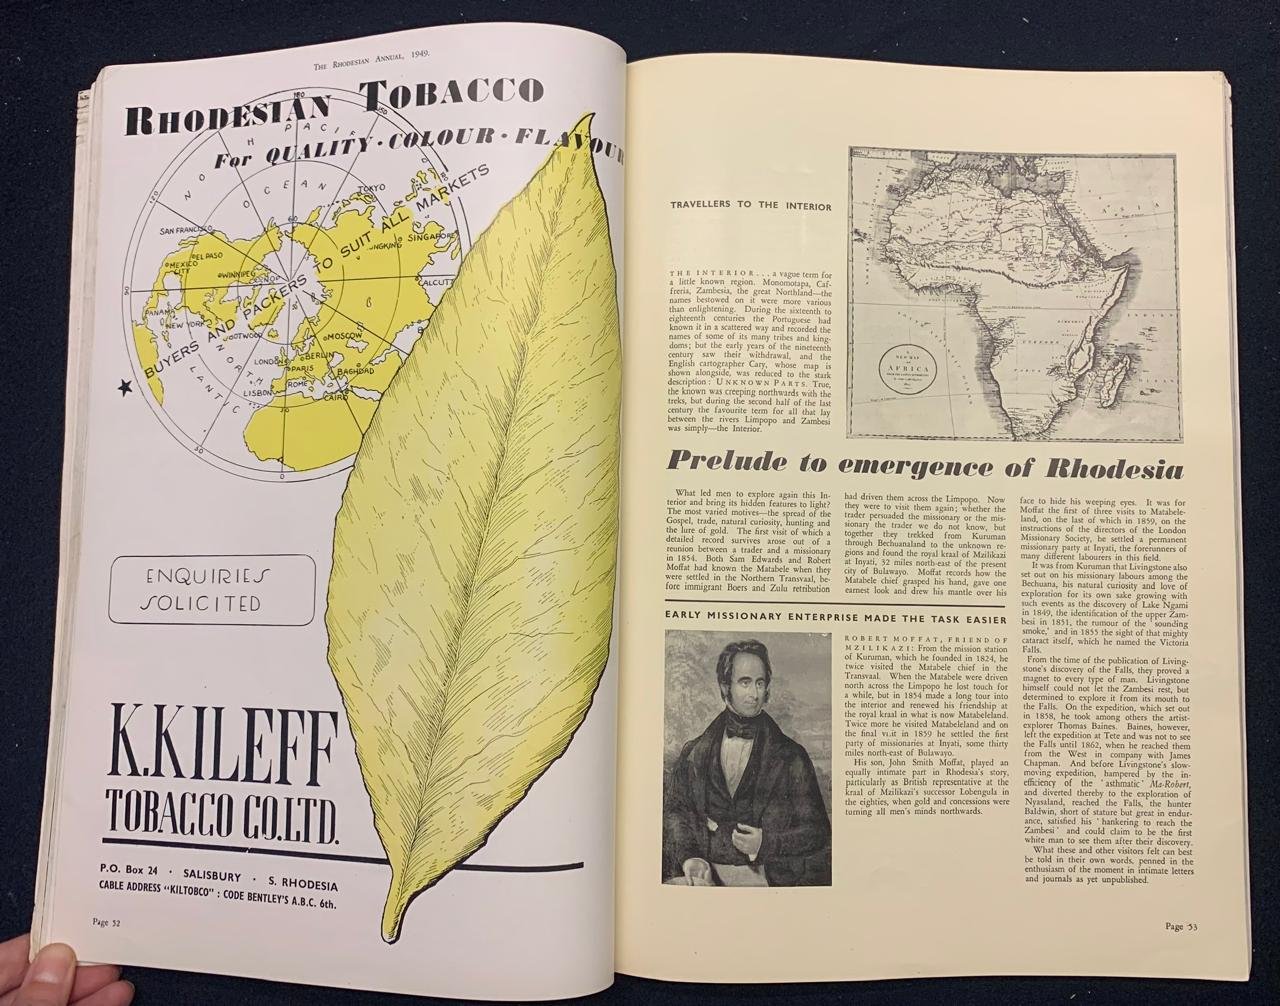 THE RHODESIAN ANNUAL, 1949.
RHODESIAN TOBACCO
For QUALITY · COLOUR · FLAVOUR
BUYERS AND PACKERS TO SUIT ALL MARKETS
180
150
120
90
60
30
30
0
NORTH PACIFIC
OCEAN
NORTH
ATLANTIC
TOKYO
SAN FRANCISCO
EL PASO
MEXICO
CITY
WINNIPEG
SINGAPORE
UNGKING
CALCUTT
PANAMA
NEW YORK
MOSCOW
LONDON
BERLIN
PARIS
BAGHDAD
ROME
LISBON
CAIRO
ENQUIRIES
SOLICITED
K.KILEFF
TOBACCO CO.LTD.
P.O. Box 24 · SALISBURY · S. RHODESIA
CABLE ADDRESS "KILTOBCO" : CODE BENTLEY'S A.B.C. 6th.
Page 52
TRAVELLERS TO THE INTERIOR
THE INTERIOR . . . a vague term for
a little known region. Monomotapa, Caf-
freria, Zambesia, the great Northland—the
names bestowed on it were more various
than enlightening. During the sixteenth to
eighteenth centuries the Portuguese had
known it in a scattered way and recorded the
names of some of its many tribes and king-
doms; but the early years of the nineteenth
century saw their withdrawal, and the
English cartographer Cary, whose map is
shown alongside, was reduced to the stark
description: UNKNOWN PARTS. True,
the known was creeping northwards with the
treks, but during the second half of the last
century the favourite term for all that lay
between the rivers Limpopo and Zambesi
was simply—the Interior.
A
NEW MAP
OF
AFRICA
ASIA
Prelude to emergence of Rhodesia
What led men to explore again this In-
terior and bring its hidden features to light?
The most varied motives—the spread of the
Gospel, trade, natural curiosity, hunting and
the lure of gold. The first visit of which a
detailed record survives arose out of a
reunion between a trader and a missionary
in 1854. Both Sam Edwards and Robert
Moffat had known the Matabele when they
were settled in the Northern Transvaal, be-
fore immigrant Boers and Zulu retribution
had driven them across the Limpopo. Now
they were to visit them again; whether the
trader persuaded the missionary or the mis-
sionary the trader we do not know, but
together they trekked from Kuruman
through Bechuanaland to the unknown re-
gions and found the royal kraal of Mzilikazi
at Inyati, 32 miles north-east of the present
city of Bulawayo. Moffat records how the
Matabele chief grasped his hand, gave one
earnest look and drew his mantle over his
face to hide his weeping eyes. It was for
Moffat the first of three visits to Matabele-
land, on the last of which in 1859, on the
instructions of the directors of the London
Missionary Society, he settled a permanent
missionary party at Inyati, the forerunners of
many different labourers in this field.
It was from Kuruman that Livingstone also
set out on his missionary labours among the
Bechuana, his natural curiosity and love of
exploration for its own sake growing with
such events as the discovery of Lake Ngami
in 1849, the identification of the upper Zam-
besi in 1851, the rumour of the 'sounding
smoke,' and in 1855 the sight of that mighty
cataract itself, which he named the Victoria
Falls.
From the time of the publication of Living-
stone's discovery of the Falls, they proved a
magnet to every type of man. Livingstone
himself could not let the Zambesi rest, but
determined to explore it from its mouth to
the Falls. On the expedition, which set out
in 1858, he took among others the artist-
explorer Thomas Baines. Baines, however,
left the expedition at Tete and was not to see
the Falls until 1862, when he reached them
from the West in company with James
Chapman. And before Livingstone's slow-
moving expedition, hampered by the in-
efficiency of the 'asthmatic' Ma-Robert,
and diverted thereby to the exploration of
Nyasaland, reached the Falls, the hunter
Baldwin, short of stature but great in endur-
ance, satisfied his 'hankering to reach the
Zambesi' and could claim to be the first
white man to see them after their discovery.
What these and other visitors felt can best
be told in their own words, penned in the
enthusiasm of the moment in intimate letters
and journals as yet unpublished.
EARLY MISSIONARY ENTERPRISE MADE THE TASK EASIER
ROBERT MOFFAT, FRIEND OF
MZILIKAZI: From the mission station
of Kuruman, which he founded in 1824, he
twice visited the Matabele chief in the
Transvaal. When the Matabele were driven
north across the Limpopo he lost touch for
a while, but in 1854 made a long tour into
the interior and renewed his friendship at
the royal kraal in what is now Matabeleland.
Twice more he visited Matabeleland and on
the final visit in 1859 he settled the first
party of missionaries at Inyati, some thirty
miles north-east of Bulawayo.
His son, John Smith Moffat, played an
equally intimate part in Rhodesia's story,
particularly as British representative at the
kraal of Mzilikazi's successor Lobengula in
the eighties, when gold and concessions were
turning all men's minds northwards.
Page 53